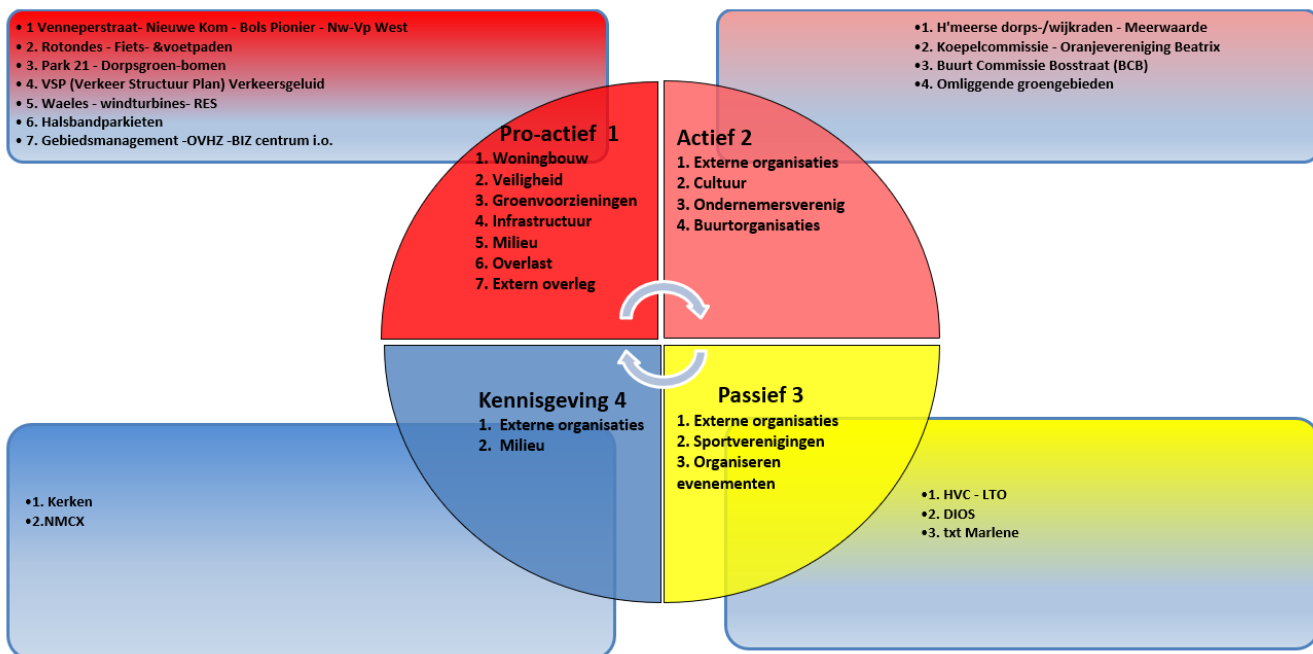 • 1 Venneperstraat- Nieuwe Kom - Bols Pionier - Nw-Vp West
• 2. Rotondes - Fiets- &voetpaden
• 3. Park 21 - Dorpsgroen-bomen
• 4. VSP (Verkeer Structuur Plan) Verkeersgeluid
• 5. Waeles - windturbines- RES
• 6. Halsbandparkieten
• 7. Gebiedsmanagement -OVHZ -BIZ centrum i.o.
•1. H'meerse dorps-/wijkraden - Meerwaarde
•2. Koepelcommissie - Oranjevereniging Beatrix
•3. Buurt Commissie Bosstraat (BCB)
•4. Omliggende groengebieden
Pro-actief 1
1. Woningbouw
2. Veiligheid
3. Groenvoorzieningen
4. Infrastructuur
5. Milieu
6. Overlast
7. Extern overleg
Actief 2
1. Externe organisaties
2. Cultuur
3. Ondernemersverenig
4. Buurtorganisaties
Kennisgeving 4
1. Externe organisaties
2. Milieu
Passief 3
1. Externe organisaties
2. Sportverenigingen
3. Organiseren
evenementen
•1. Kerken
•2.NMCX
•1. HVC - LTO
•2. DIOS
•3. txt Marlene